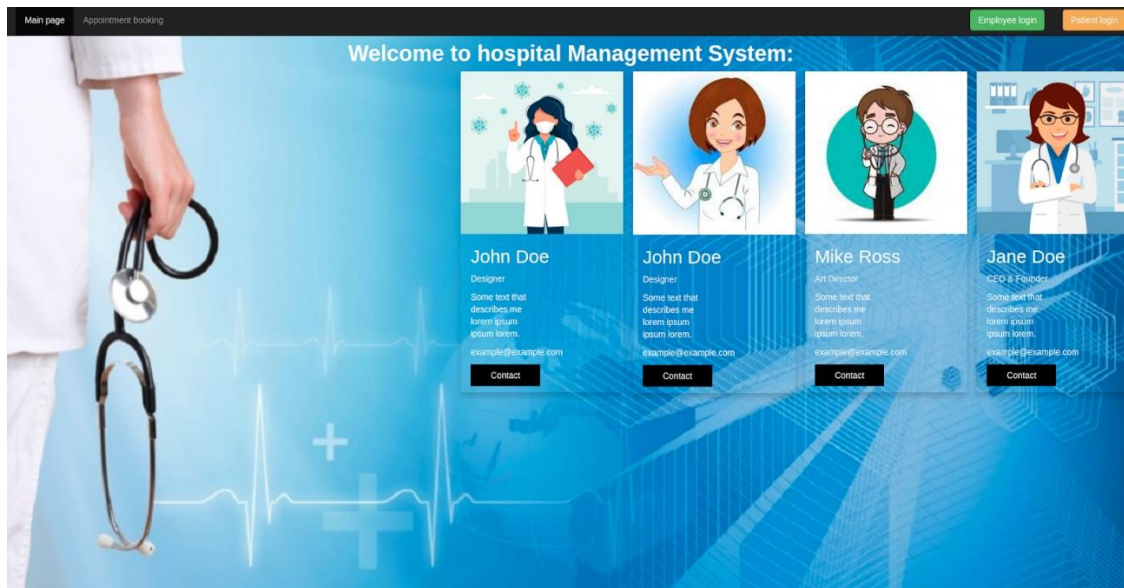 Main page
Appointment booking
Employee login
Patient login
Welcome to hospital Management System:
John Doe
Designer
Some text that
describes me
lorem ipsum
ipsum lorem.
example@example.com
Contact
John Doe
Designer
Some text that
describes me
lorem ipsum
ipsum lorem.
example@example.com
Contact
Mike Ross
Art Director
Some text that
describes me
lorem ipsum
ipsum lorem.
example@example.com
Contact
Jane Doe
CEO & Founder
Some text that
describes me
lorem ipsum
ipsum lorem.
example@example.com
Contact